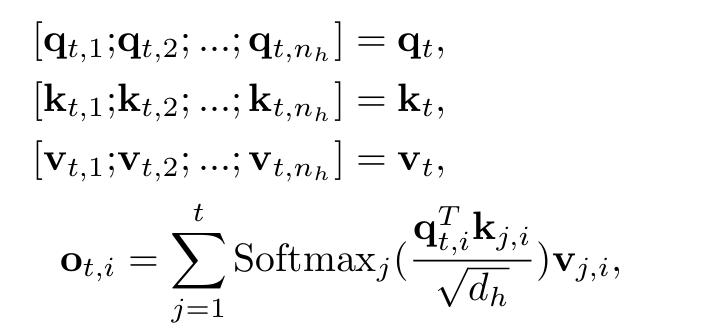 [𝐪_{t,1};𝐪_{t,2}; ...; 𝐪_{t,n_h}] = 𝐪_t,
[𝐤_{t,1};𝐤_{t,2}; ...; 𝐤_{t,n_h}] = 𝐤_t,
[𝐯_{t,1};𝐯_{t,2}; ...; 𝐯_{t,n_h}] = 𝐯_t,
𝐨_{t,i} = \sum_{j=1}^{t} Softmax_j(\frac{𝐪_{t,i}^T 𝐤_{j,i}}{\sqrt{d_h}})𝐯_{j,i},